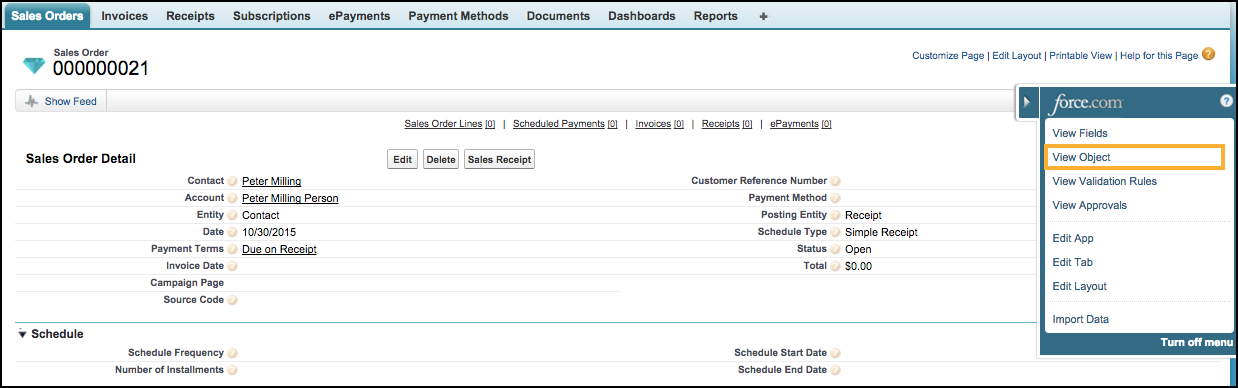 Sales Orders Invoices Receipts Subscriptions ePayments Payment Methods Documents Dashboards Reports +
Sales Order
000000021
Customize Page | Edit Layout | Printable View | Help for this Page ?
Show Feed
Sales Order Lines [0] | Scheduled Payments [0] | Invoices [0] | Receipts [0] | ePayments [0]
Sales Order Detail Edit Delete Sales Receipt
Contact ? Peter Milling
Account ? Peter Milling Person
Entity ? Contact
Date ? 10/30/2015
Payment Terms ? Due on Receipt
Invoice Date ?
Campaign Page
Source Code ?
Customer Reference Number ?
Payment Method ?
Posting Entity ? Receipt
Schedule Type ? Simple Receipt
Status ? Open
Total ? $0.00
Schedule
Schedule Frequency ?
Number of Installments ?
Schedule Start Date ?
Schedule End Date ?
force.com ?
View Fields
View Object
View Validation Rules
View Approvals
Edit App
Edit Tab
Edit Layout
Import Data
Turn off menu